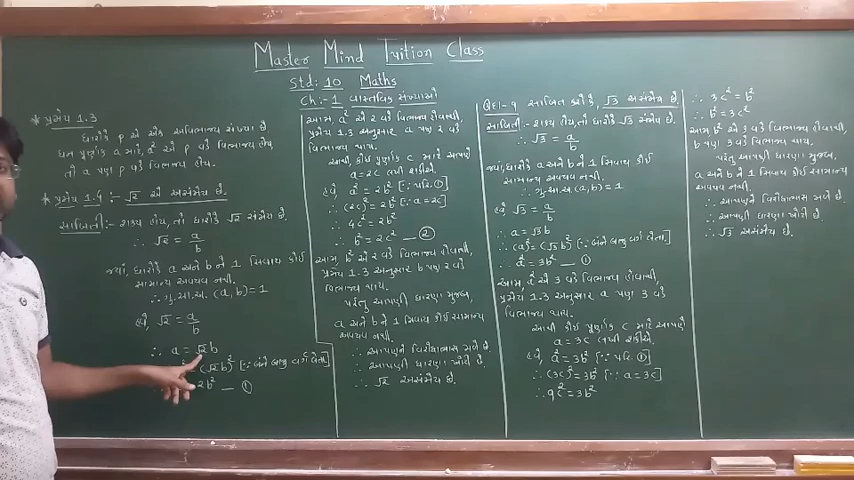 Master Mind Tuition Class
Std: 10 Maths
Ch:-1 વાસ્તવિક સંખ્યાઓ
* પ્રમેય 1.3
ધારોકે p એ એક અવિભાજ્ય સંખ્યા છે.
ધન પૂર્ણાંક a માટે, a² એ p વડે વિભાજ્ય હોય,
તો a પણ p વડે વિભાજ્ય હોય.
* પ્રમેય 1.4 :- √2 એ અસંમેય છે.
સાબિતી :- શક્ય હોય, તો ધારોકે √2 સંમેય છે.
∴ √2 = a/b
જ્યાં, ધારોકે a અને b ને 1 સિવાય કોઈ
સામાન્ય અવયવ નથી.
∴ ગુ.સા.અ. (a, b) = 1
હવે, √2 = a/b
∴ a = √2b
(√2b)² [∵ બંને બાજુ વર્ગ લેતા]
2b² — ①
આમ, a² એ 2 વડે વિભાજ્ય હોવાથી,
પ્રમેય 1.3 અનુસાર a પણ 2 વડે
વિભાજ્ય થાય.
આથી, કોઈ પૂર્ણાંક c માટે આપણે
a = 2c લખી શકીએ.
હવે, a² = 2b² [∵ પરિ. ①]
∴ (2c)² = 2b² [∵ a = 2c]
∴ 4c² = 2b²
∴ b² = 2c² — ②
આમ, b² એ 2 વડે વિભાજ્ય હોવાથી,
પ્રમેય 1.3 અનુસાર b પણ 2 વડે
વિભાજ્ય થાય.
પરંતુ આપણી ધારણા મુજબ,
a અને b ને 1 સિવાય કોઈ સામાન્ય
અવયવ નથી.
∴ આપણને વિરોધાભાસ મળે છે.
∴ આપણી ધારણા ખોટી છે.
∴ √2 અસંમેય છે.
ઉદા-9 સાબિત કરોકે, √3 અસંમેય છે.
સાબિતી :- શક્ય હોય, તો ધારોકે √3 સંમેય છે.
∴ √3 = a/b
જ્યાં, ધારોકે a અને b ને 1 સિવાય કોઈ
સામાન્ય અવયવ નથી.
∴ ગુ.સા.અ. (a, b) = 1
હવે √3 = a/b
∴ a = √3b
∴ (a)² = (√3b)² [∵ બંને બાજુ વર્ગ લેતા]
∴ a² = 3b² — ①
આમ, a² એ 3 વડે વિભાજ્ય હોવાથી,
પ્રમેય 1.3 અનુસાર a પણ 3 વડે
વિભાજ્ય થાય.
આથી કોઈ પૂર્ણાંક c માટે આપણે
a = 3c લખી શકીએ.
હવે, a² = 3b² [∵ પરિ. ①]
∴ (3c)² = 3b² [∵ a = 3c]
∴ 9c² = 3b²
∴ 3c² = b²
∴ b² = 3c²
આમ b² એ 3 વડે વિભાજ્ય હોવાથી,
b પણ 3 વડે વિભાજ્ય થાય.
પરંતુ આપણી ધારણા મુજબ,
a અને b ને 1 સિવાય કોઈ સામાન્ય
અવયવ નથી.
∴ આપણને વિરોધાભાસ મળે છે.
∴ આપણી ધારણા ખોટી છે.
∴ √3 અસંમેય છે.